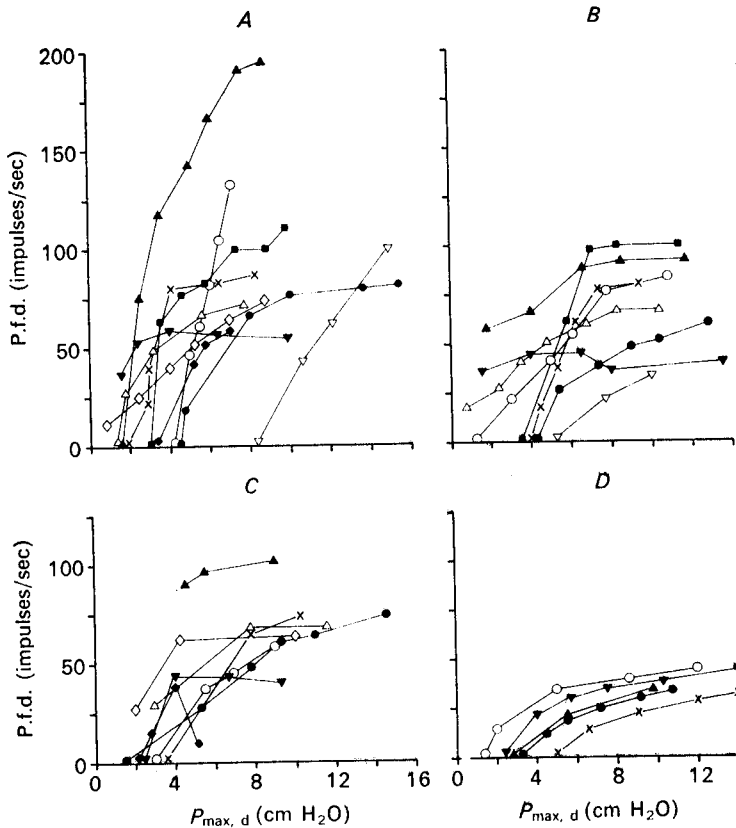 A
B
200
150
100
50
0
P.f.d. (impulses/sec)
C
D
100
50
0
P.f.d. (impulses/sec)
0 4 8 12 16
0 4 8 12
Pmax, d (cm H2O)
Pmax, d (cm H2O)